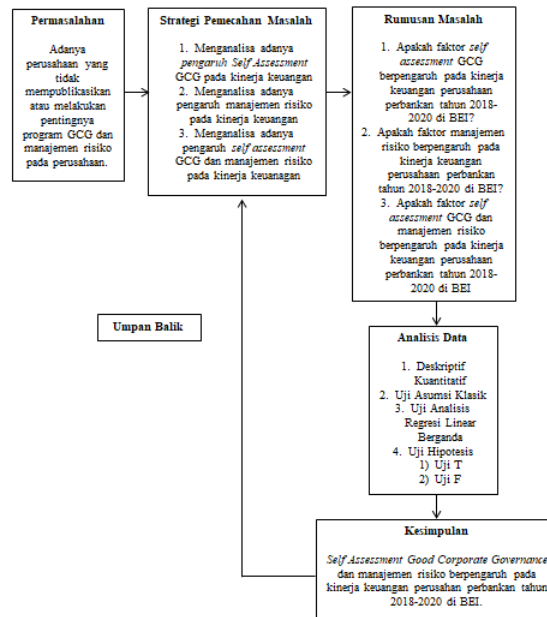 Permasalahan
Adanya
perusahaan yang
tidak
mempublikasikan
atau melakukan
pentingnya
program GCG dan
manajemen risiko
pada perusahaan.
Strategi Pemecahan Masalah
1. Menganalisa adanya
pengaruh Self Assessment
GCG pada kinerja keuangan
2. Menganalisa adanya
pengaruh manajemen risiko
pada kinerja keuangan
3. Menganalisa adanya
pengaruh self assessment
GCG dan manajemen risiko
pada kinerja keuanagan
Rumusan Masalah
1. Apakah faktor self
assessment GCG
berpengaruh pada kinerja
keuangan perusahaan
perbankan tahun 2018-
2020 di BEI?
2. Apakah faktor manajemen
risiko berpengaruh pada
kinerja keuangan
perusahaan perbankan
tahun 2018-2020 di BEI?
3. Apakah faktor self
assessment GCG dan
manajemen risiko
berpengaruh pada kinerja
keuangan perusahaan
perbankan tahun 2018-
2020 di BEI
Umpan Balik
Analisis Data
1. Deskriptif
Kuantitatif
2. Uji Asumsi Klasik
3. Uji Analisis
Regresi Linear
Berganda
4. Uji Hipotesis
1) Uji T
2) Uji F
Kesimpulan
Self Assessment Good Corporate Governance
dan manajemen risiko berpengaruh pada
kinerja keuangan perusahan perbankan tahun
2018-2020 di BEI.